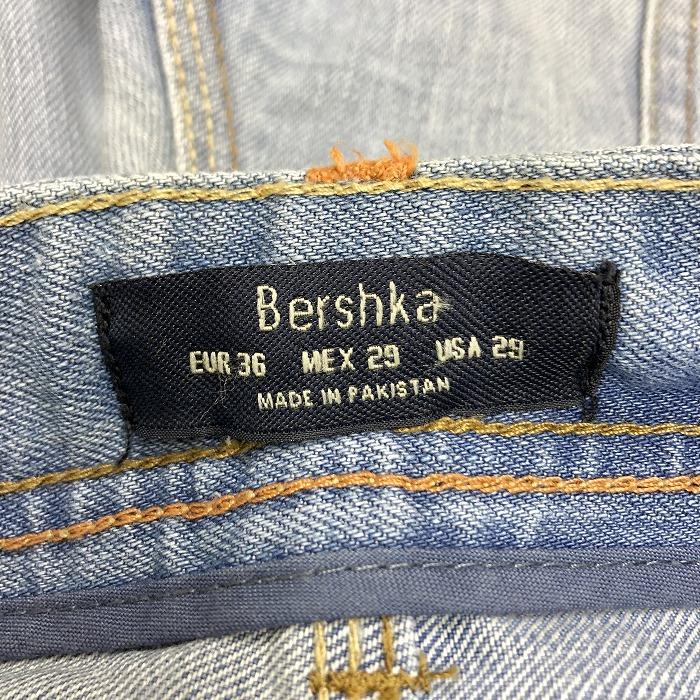 Bershka
EUR 36 MEX 29 USA 29
MADE IN PAKISTAN